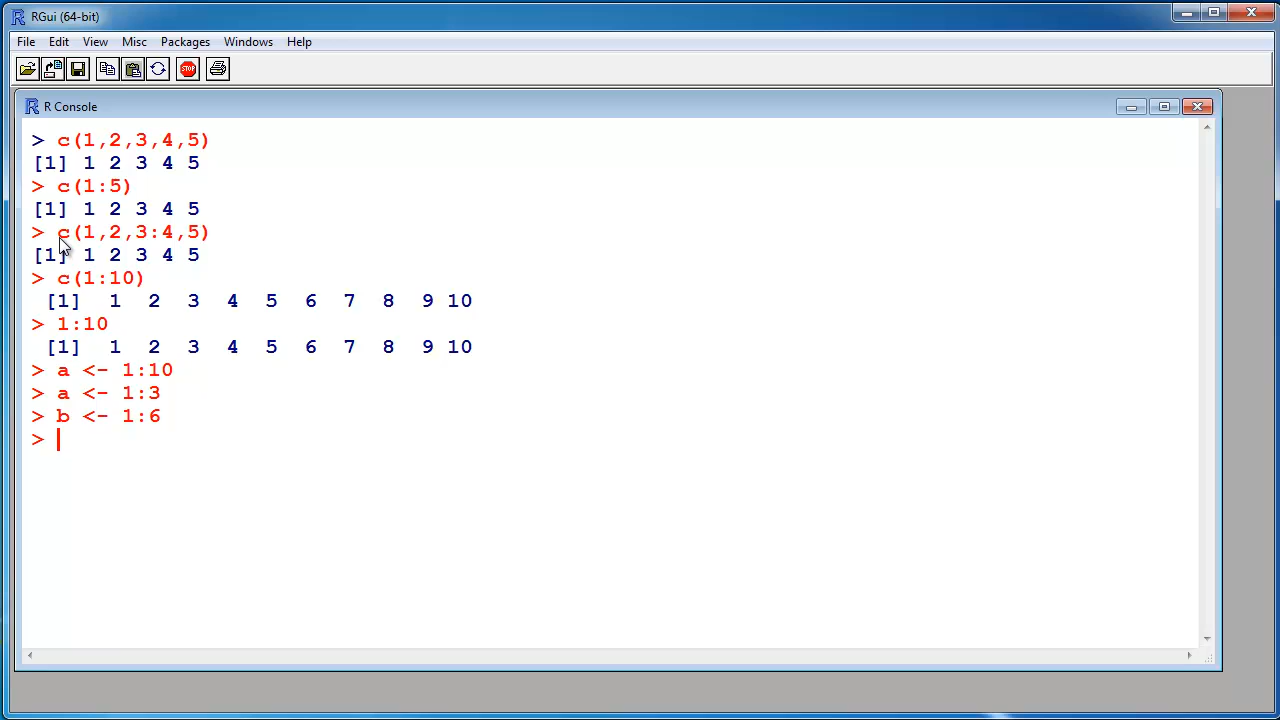 RGui (64-bit)
File Edit View Misc Packages Windows Help
STOP
R Console
> c(1,2,3,4,5)
[1] 1 2 3 4 5
> c(1:5)
[1] 1 2 3 4 5
> c(1,2,3:4,5)
[1] 1 2 3 4 5
> c(1:10)
[1] 1 2 3 4 5 6 7 8 9 10
> 1:10
[1] 1 2 3 4 5 6 7 8 9 10
> a <- 1:10
> a <- 1:3
> b <- 1:6
>